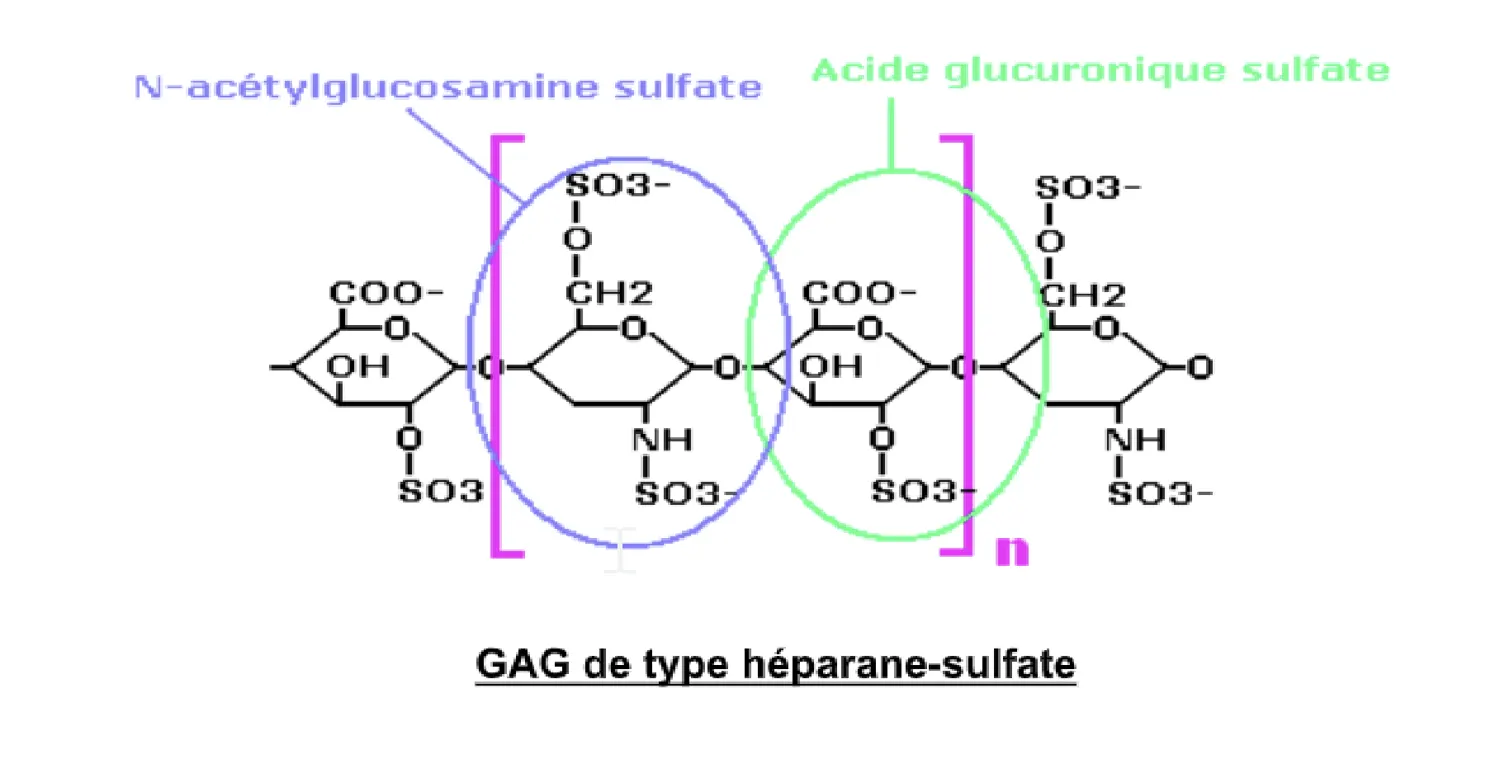 N-acétylglucosamine sulfate
Acide glucuronique sulfate
SO3- SO3-
O O
COO- CH2 COO- CH2
O O O O
OH OH
O O O O
O NH O NH
SO3 SO3- SO3- SO3-
n
GAG de type héparane-sulfate